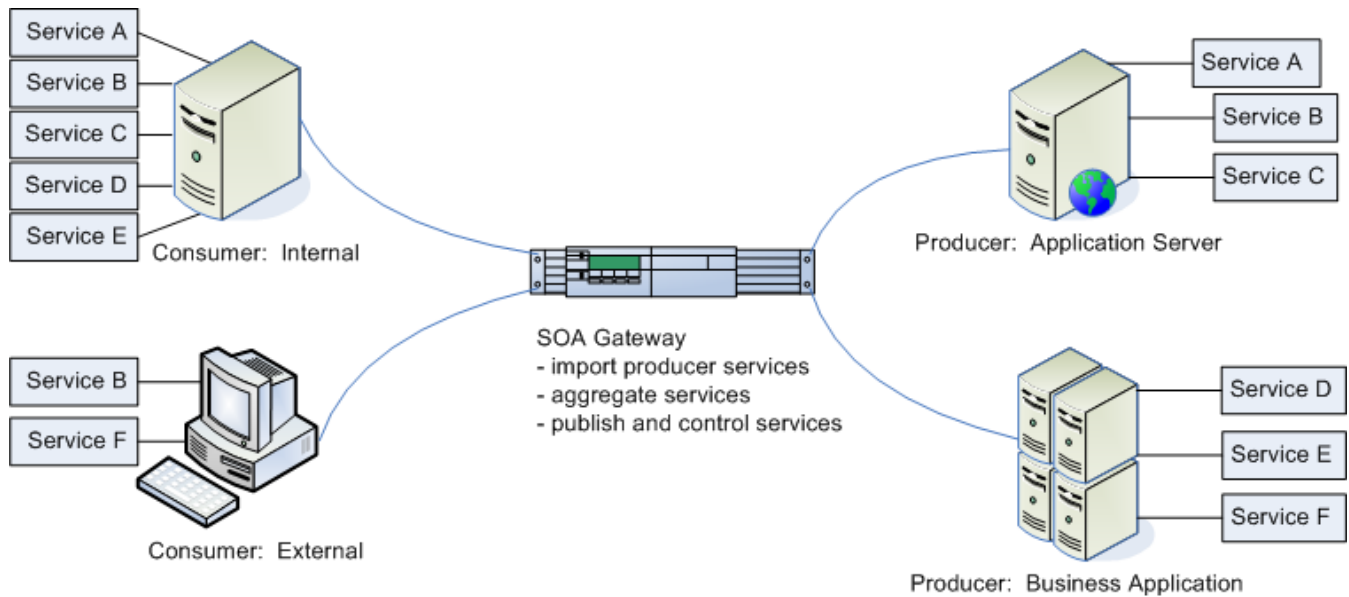 Service A
Service B
Service C
Service D
Service E
Consumer:  Internal
Service B
Service F
Consumer:  External
SOA Gateway
- import producer services
- aggregate services
- publish and control services
Service A
Service B
Service C
Producer:  Application Server
Service D
Service E
Service F
Producer:  Business Application